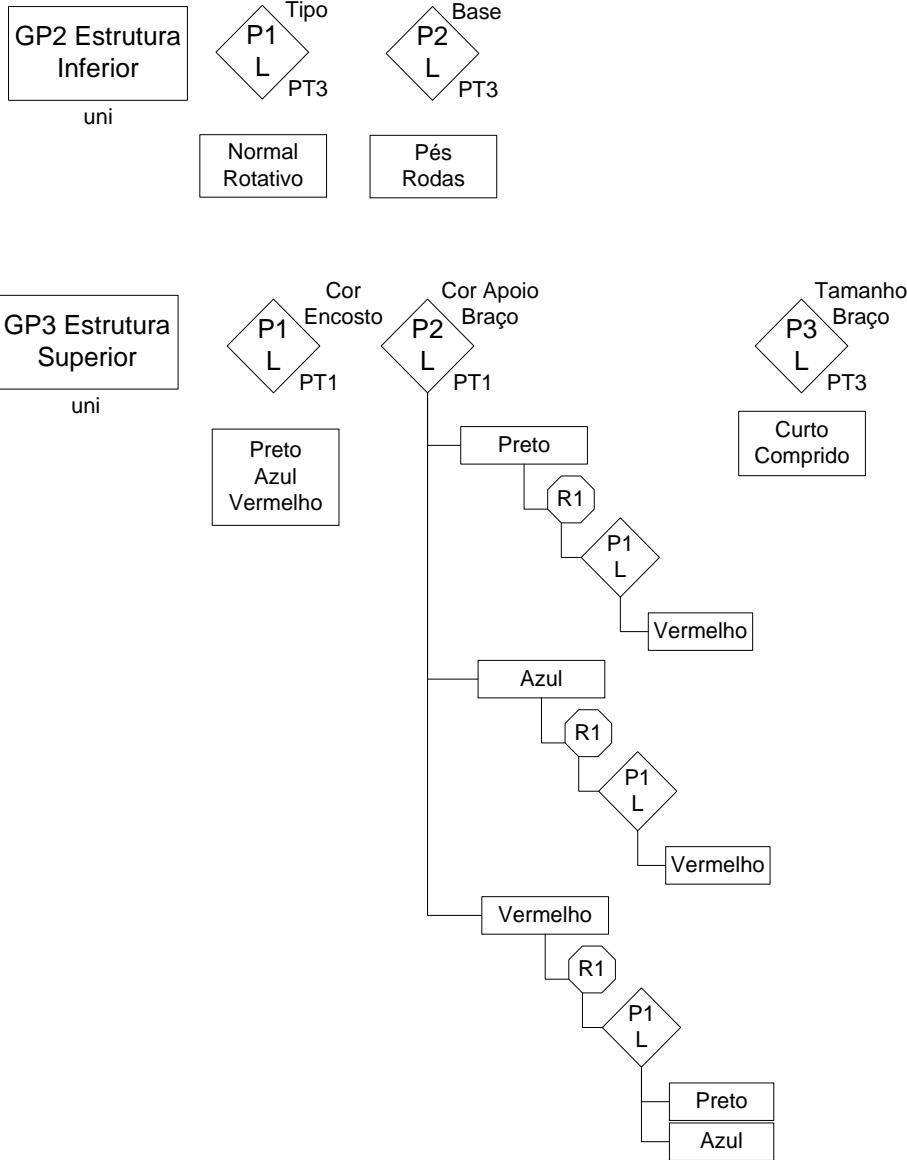 GP2 Estrutura
Inferior
uni
Tipo
P1
L
PT3
Normal
Rotativo
Base
P2
L
PT3
Pés
Rodas
GP3 Estrutura
Superior
uni
Cor
Encosto
P1
L
PT1
Preto
Azul
Vermelho
Cor Apoio
Braço
P2
L
PT1
Tamanho
Braço
P3
L
PT3
Curto
Comprido
Preto
R1
P1
L
Vermelho
Azul
R1
P1
L
Vermelho
Vermelho
R1
P1
L
Preto
Azul